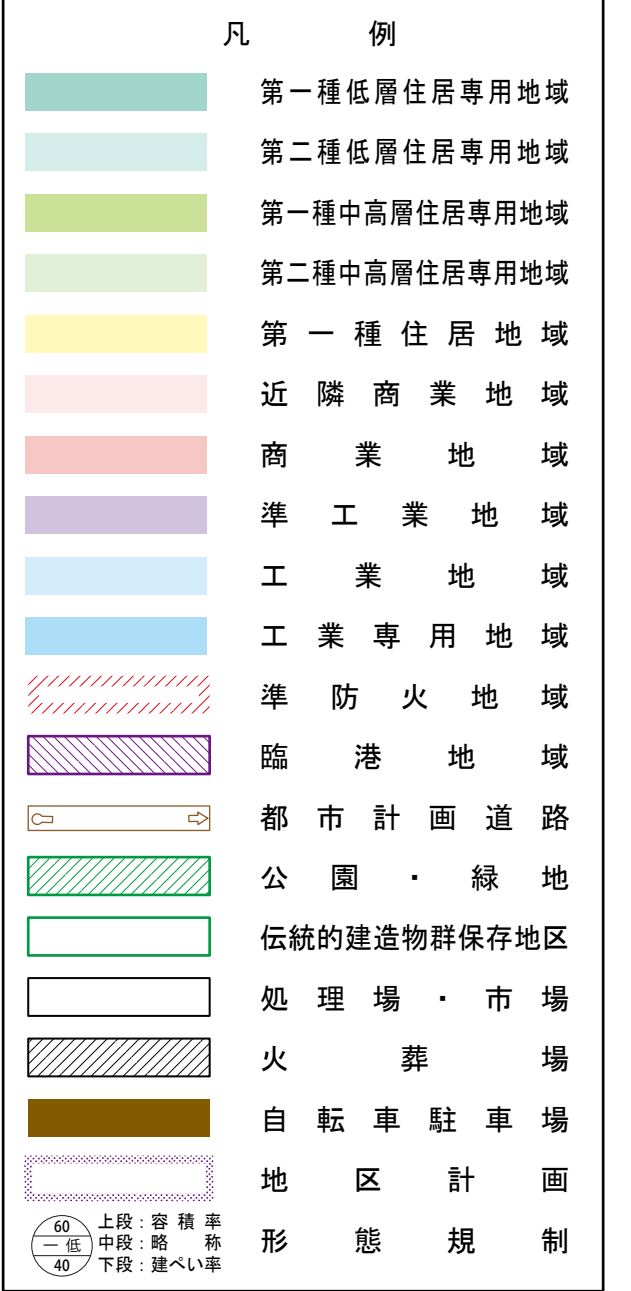 凡例
第一種低層住居専用地域
第二種低層住居専用地域
第一種中高層住居専用地域
第二種中高層住居専用地域
第一種住居地域
近隣商業地域
商業地域
準工業地域
工業地域
工業専用地域
準防火地域
臨港地域
都市計画道路
公園・緑地
伝統的建造物群保存地区
処理場・市場
火葬場
自転車駐車場
地区計画
60 上段:容積率
一低 中段:略称 形態規制
40 下段:建ぺい率